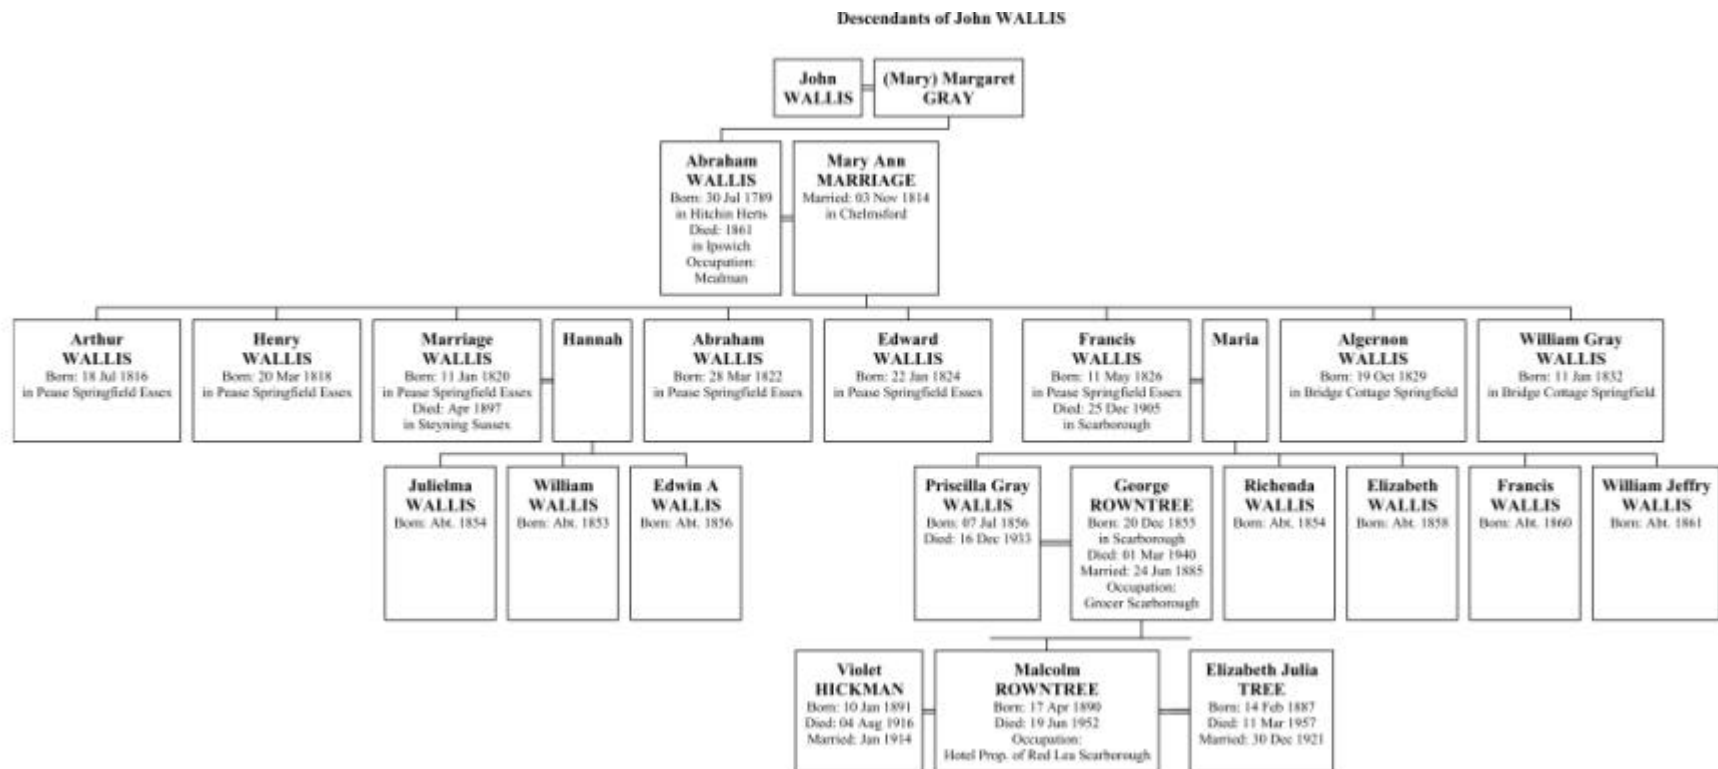 Descendants of John WALLIS
John
WALLIS
(Mary) Margaret
GRAY
Abraham
WALLIS
Born: 30 Jul 1789
in Hitchin Herts
Died: 1861
in Ipswich
Occupation:
Mealman
Mary Ann
MARRIAGE
Married: 03 Nov 1814
in Chelmsford
Arthur
WALLIS
Born: 18 Jul 1816
in Pease Springfield Essex
Henry
WALLIS
Born: 20 Mar 1818
in Pease Springfield Essex
Marriage
WALLIS
Born: 11 Jan 1820
in Pease Springfield Essex
Died: Apr 1897
in Steyning Sussex
Hannah
Abraham
WALLIS
Born: 28 Mar 1822
in Pease Springfield Essex
Edward
WALLIS
Born: 22 Jan 1824
in Pease Springfield Essex
Francis
WALLIS
Born: 11 May 1826
in Pease Springfield Essex
Died: 25 Dec 1905
in Scarborough
Maria
Algernon
WALLIS
Born: 19 Oct 1829
in Bridge Cottage Springfield
William Gray
WALLIS
Born: 11 Jan 1832
in Bridge Cottage Springfield
Julielma
WALLIS
Born: Abt. 1854
William
WALLIS
Born: Abt. 1853
Edwin A
WALLIS
Born: Abt. 1856
Priscilla Gray
WALLIS
Born: 07 Jul 1856
Died: 16 Dec 1933
George
ROWNTREE
Born: 20 Dec 1855
in Scarborough
Died: 01 Mar 1940
Married: 24 Jun 1885
Occupation:
Grocer Scarborough
Richenda
WALLIS
Born: Abt. 1854
Elizabeth
WALLIS
Born: Abt. 1858
Francis
WALLIS
Born: Abt. 1860
William Jeffry
WALLIS
Born: Abt. 1861
Violet
HICKMAN
Born: 10 Jan 1891
Died: 04 Aug 1916
Married: Jan 1914
Malcolm
ROWNTREE
Born: 17 Apr 1890
Died: 19 Jun 1952
Occupation:
Hotel Prop. of Red Lea Scarborough
Elizabeth Julia
TREE
Born: 14 Feb 1887
Died: 11 Mar 1957
Married: 30 Dec 1921